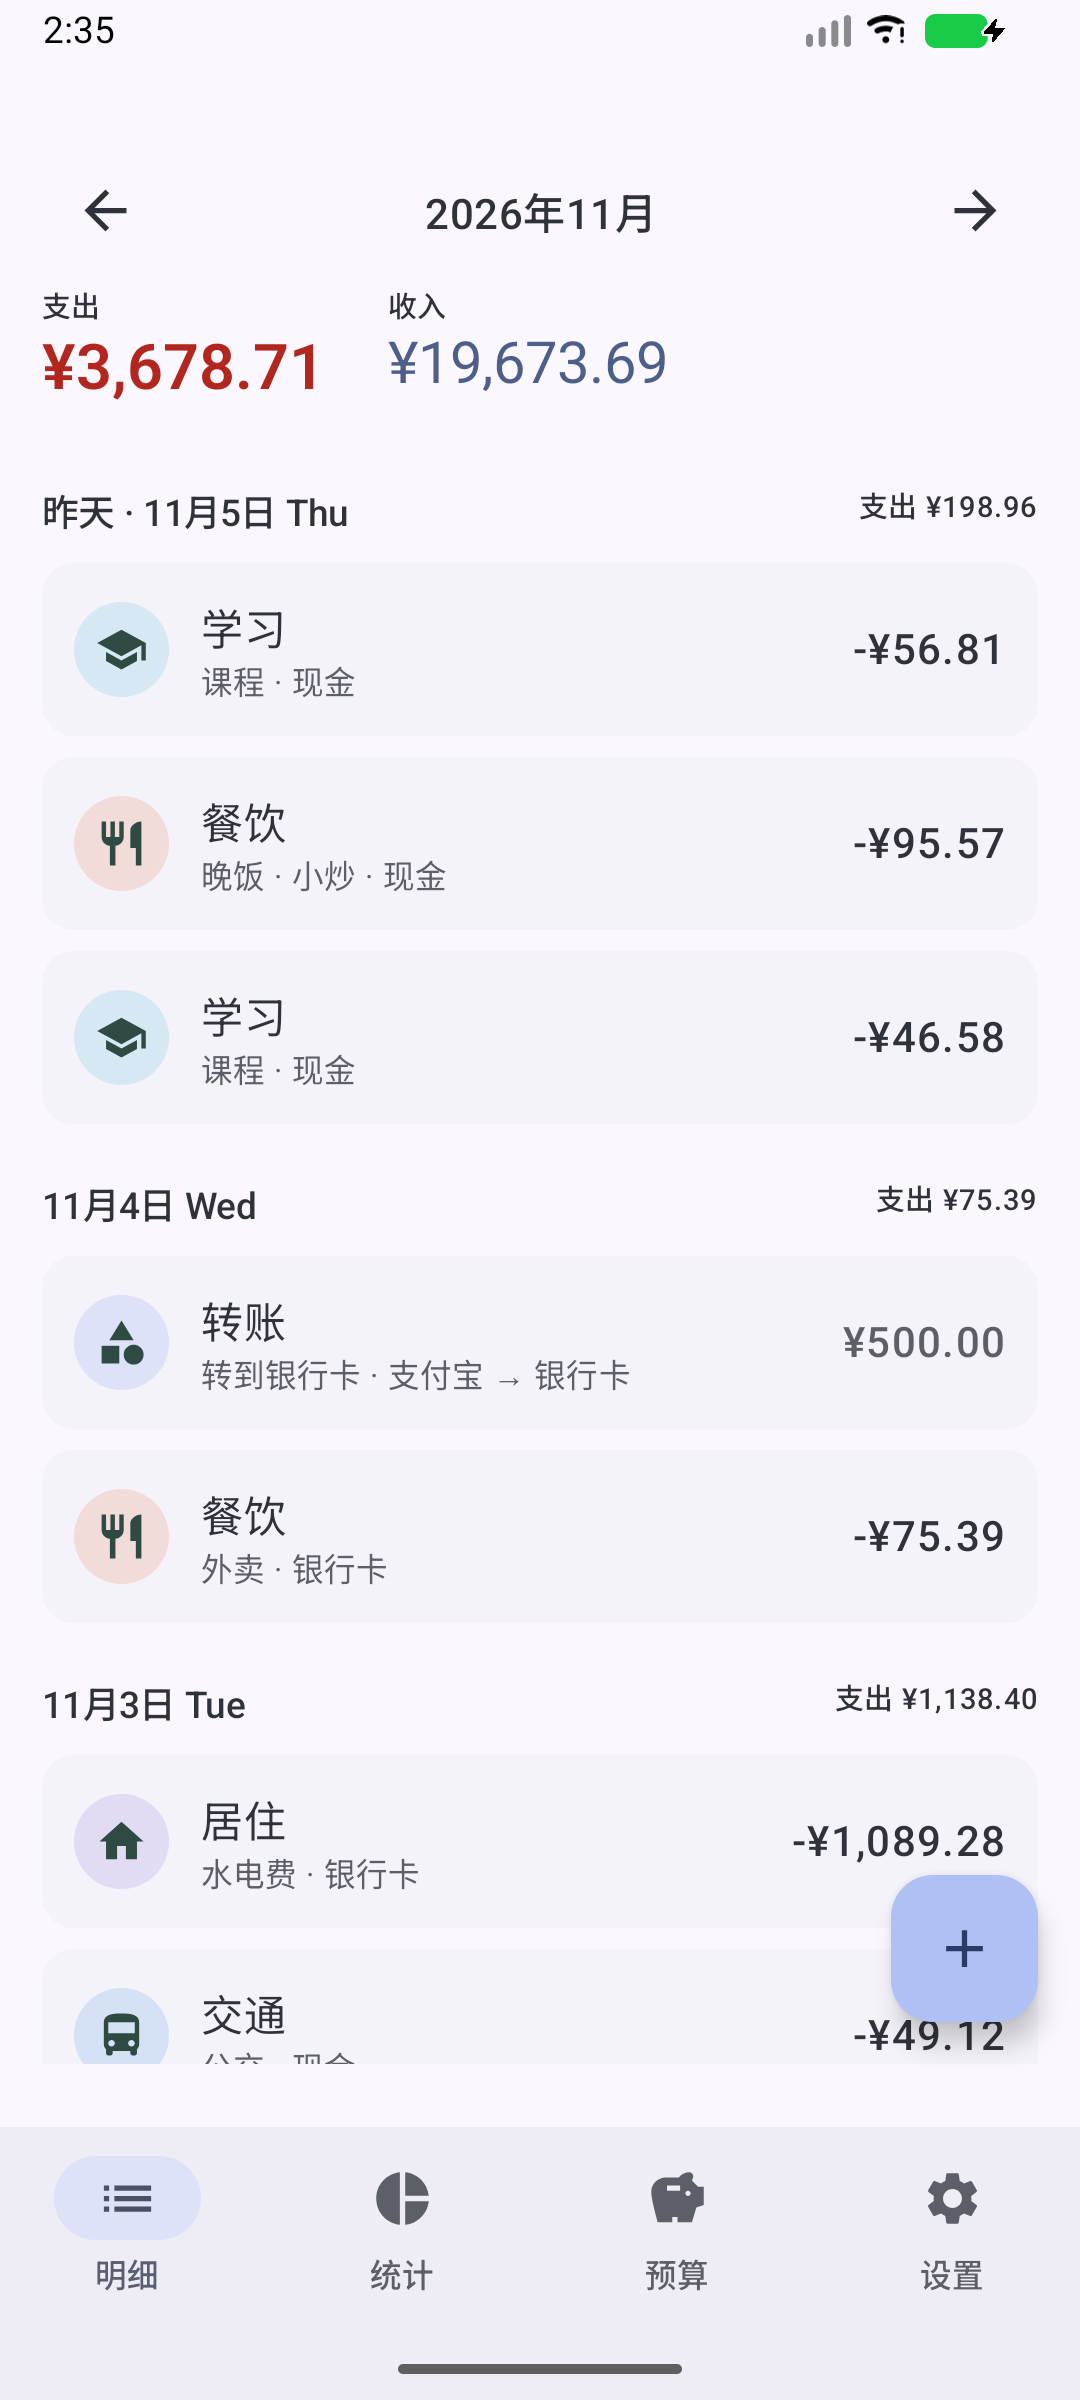 2:35
2026年11月
支出
收入
¥3,678.71
¥19,673.69
昨天 · 11月5日 Thu
支出 ¥198.96
学习
课程 · 现金
-¥56.81
餐饮
晚饭 · 小炒 · 现金
-¥95.57
学习
课程 · 现金
-¥46.58
11月4日 Wed
支出 ¥75.39
转账
转到银行卡 · 支付宝 → 银行卡
¥500.00
餐饮
外卖 · 银行卡
-¥75.39
11月3日 Tue
支出 ¥1,138.40
居住
水电费 · 银行卡
-¥1,089.28
交通
公交 · 现金
-¥49.12
明细
统计
预算
设置